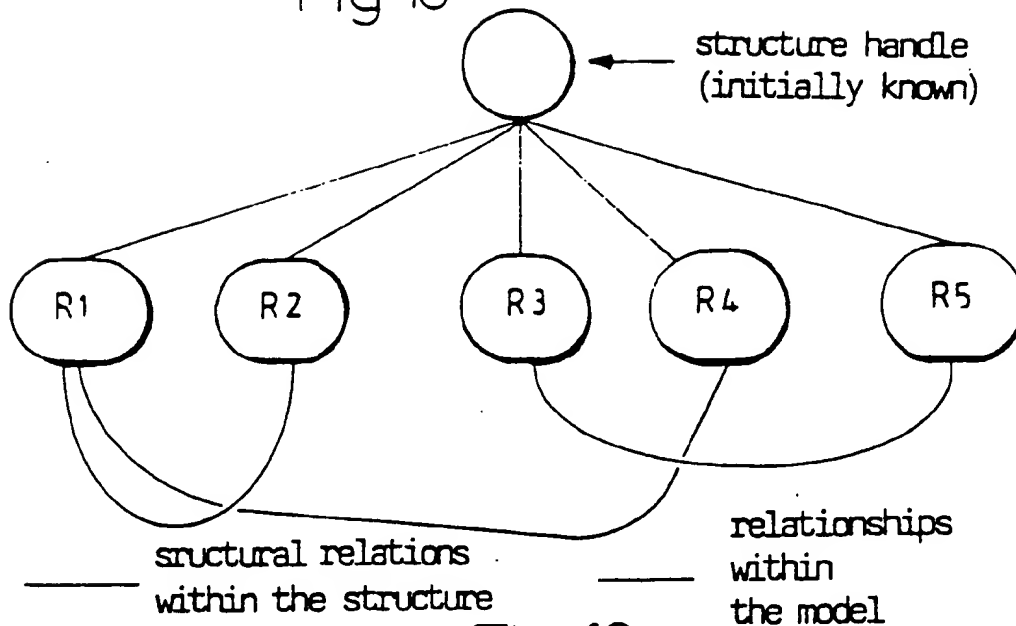 structure handle
(initially known)
R1
R2
R3
R4
R5
sructural relations
within the structure
relationships
within
the model